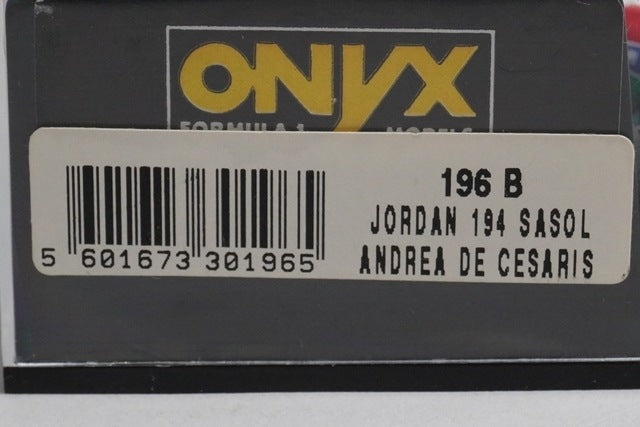 ONYX
FORMULA 1 MODELS
196 B
JORDAN 194 SASOL
ANDREA DE CESARIS
5 601673 301965